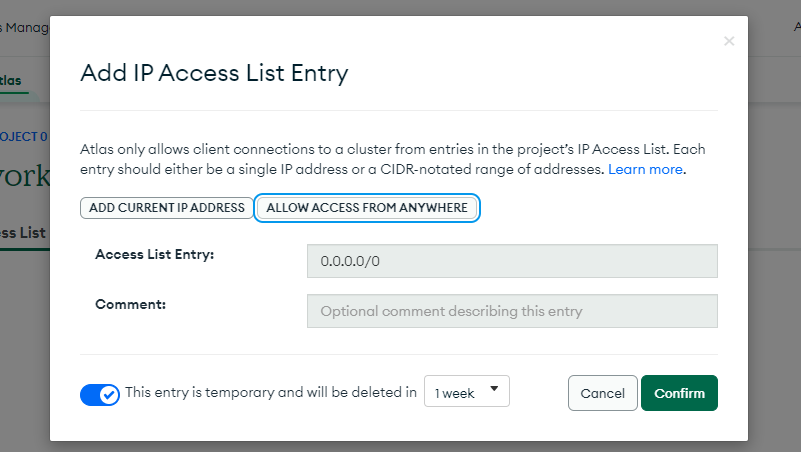 s Manag
A
tlas
Add IP Access List Entry
ROJECT 0
Atlas only allows client connections to a cluster from entries in the project's IP Access List. Each
entry should either be a single IP address or a CIDR-notated range of addresses. Learn more.
work
ADD CURRENT IP ADDRESS ALLOW ACCESS FROM ANYWHERE
ess List
Access List Entry: 0.0.0.0/0
Comment: Optional comment describing this entry
This entry is temporary and will be deleted in 1 week Cancel Confirm